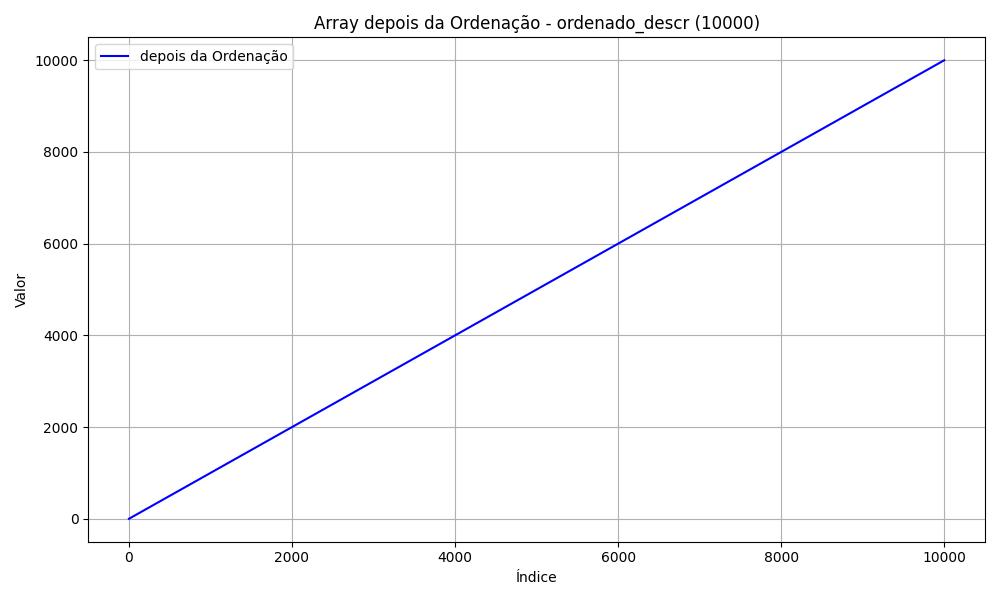 Array depois da Ordenação - ordenado_descr (10000)
depois da Ordenação
10000
8000
6000
4000
2000
0
Valor
0 2000 4000 6000 8000 10000
Índice